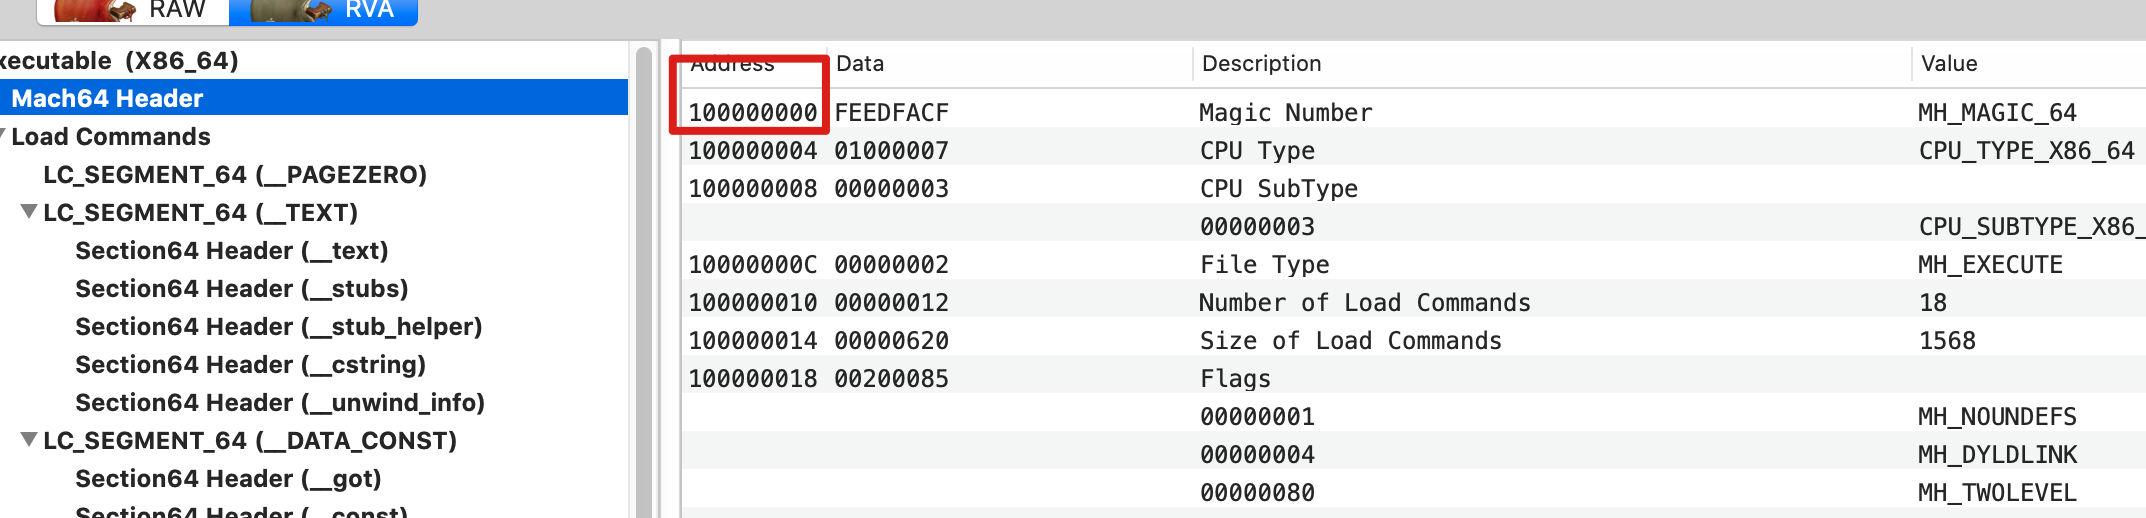 RAW RVA
xecutable (X86_64)
Mach64 Header
Load Commands
LC_SEGMENT_64 (__PAGEZERO)
LC_SEGMENT_64 (__TEXT)
Section64 Header (__text)
Section64 Header (__stubs)
Section64 Header (__stub_helper)
Section64 Header (__cstring)
Section64 Header (__unwind_info)
LC_SEGMENT_64 (__DATA_CONST)
Section64 Header (__got)
Section64 Header (__const)
Address Data Description Value
100000000 FEEDFACF Magic Number MH_MAGIC_64
100000004 01000007 CPU Type CPU_TYPE_X86_64
100000008 00000003 CPU SubType
00000003 CPU_SUBTYPE_X86_
10000000C 00000002 File Type MH_EXECUTE
100000010 00000012 Number of Load Commands 18
100000014 00000620 Size of Load Commands 1568
100000018 00200085 Flags
00000001 MH_NOUNDEFS
00000004 MH_DYLDLINK
00000080 MH_TWOLEVEL